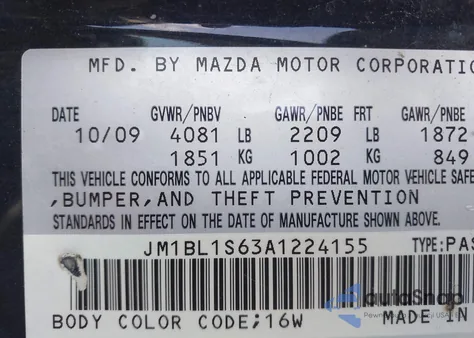 MFD. BY MAZDA MOTOR CORPORATIO
DATE GVWR/PNBV GAWR/PNBE FRT GAWR/PNBE
10/09 4081 LB 2209 LB 1872
1851 KG 1002 KG 849
THIS VEHICLE CONFORMS TO ALL APPLICABLE FEDERAL MOTOR VEHICLE SAFE
,BUMPER,AND THEFT PREVENTION
STANDARDS IN EFFECT ON THE DATE OF MANUFACTURE SHOWN ABOVE.
JM1BL1S63A1224155 TYPE:PAS
autoSnap
BODY COLOR CODE;16W MADE IN